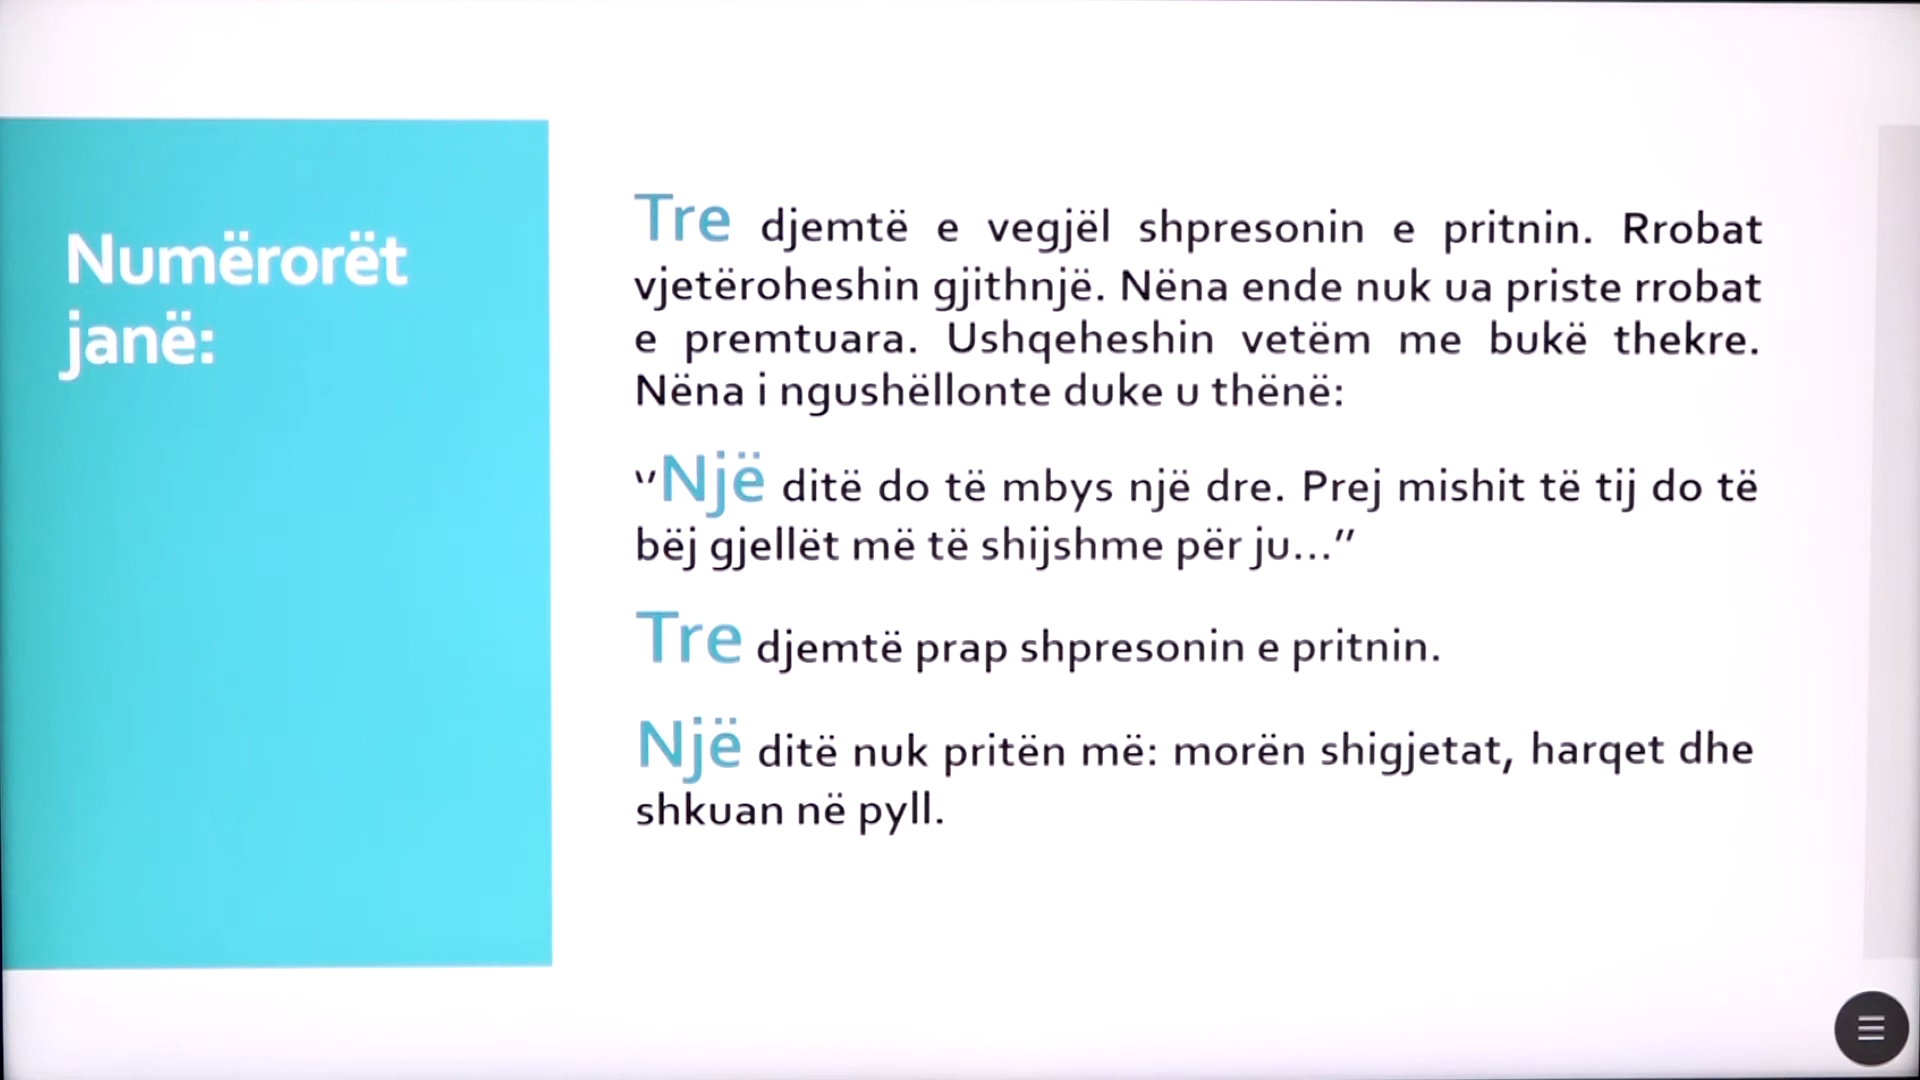 Numërorët
janë:
Tre djemtë e vegjël shpresonin e pritnin. Rrobat
vjetëroheshin gjithnjë. Nëna ende nuk ua priste rrobat
e premtuara. Ushqeheshin vetëm me bukë thekre.
Nëna i ngushëllonte duke u thënë:
“Një ditë do të mbys një dre. Prej mishit të tij do të
bëj gjellët më të shijshme për ju...”
Tre djemtë prap shpresonin e pritnin.
Një ditë nuk pritën më: morën shigjetat, harqet dhe
shkuan në pyll.